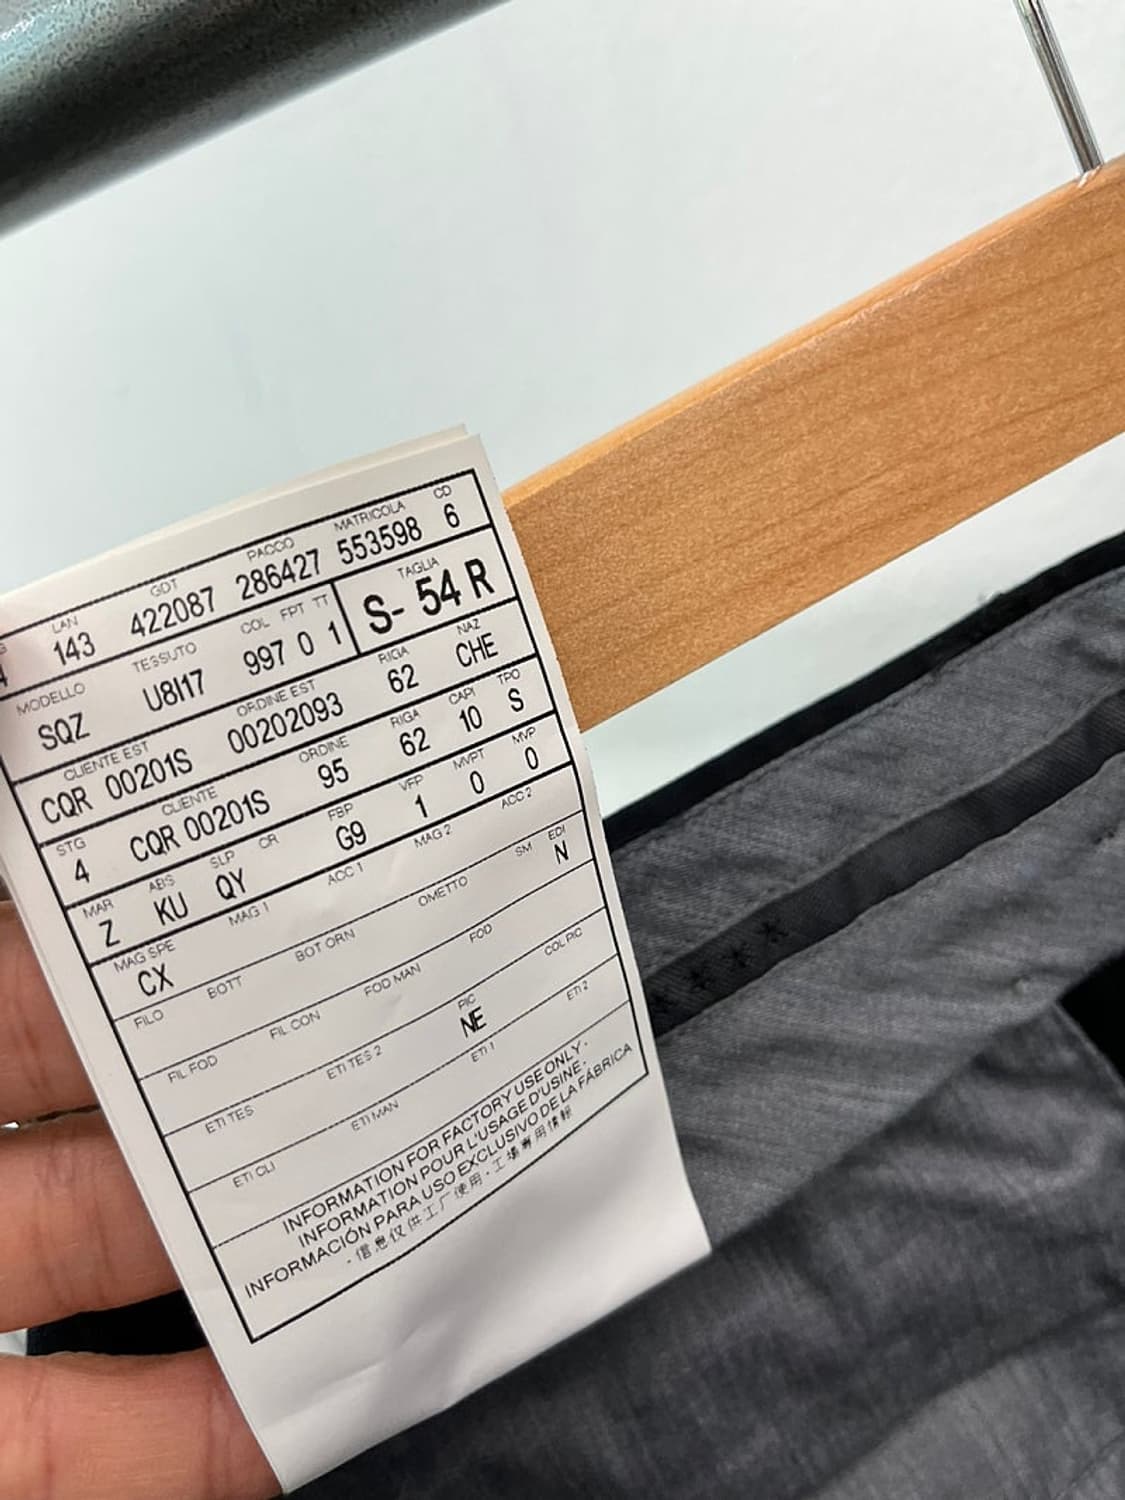 LAN GDT PACCO MATRICOLA CD
143 422087 286427 553598 6
MODELLO TESSUTO COL FPT TT TAGLIA
SQZ U8I17 997 0 1 S- 54 R
CLIENTE EST ORDINE EST RIGA NAZ
CQR 00201S 00202093 62 CHE
STG CLIENTE ORDINE RIGA CAPI TPO
4 CQR 00201S 95 62 10 S
MAR ABS SLP CR FBP VFP MVPT MVP
Z KU QY G9 1 0 0
MAG SPE MAG 1 ACC 1 MAG 2 ACC 2
CX
FILO BOTT BOT ORN OMETTO SM EDI
N
FIL FOD FIL CON FOD MAN FOD COL PIC
ETI TES ETI TES 2 PIC ETI 2
NE
ETI CLI ETI MAN ETI 1
INFORMATION FOR FACTORY USE ONLY -
INFORMATION POUR L'USAGE D'USINE -
INFORMACIÓN PARA USO EXCLUSIVO DE LA FÁBRICA
- 信息仅供工厂使用 - 工場専用情報